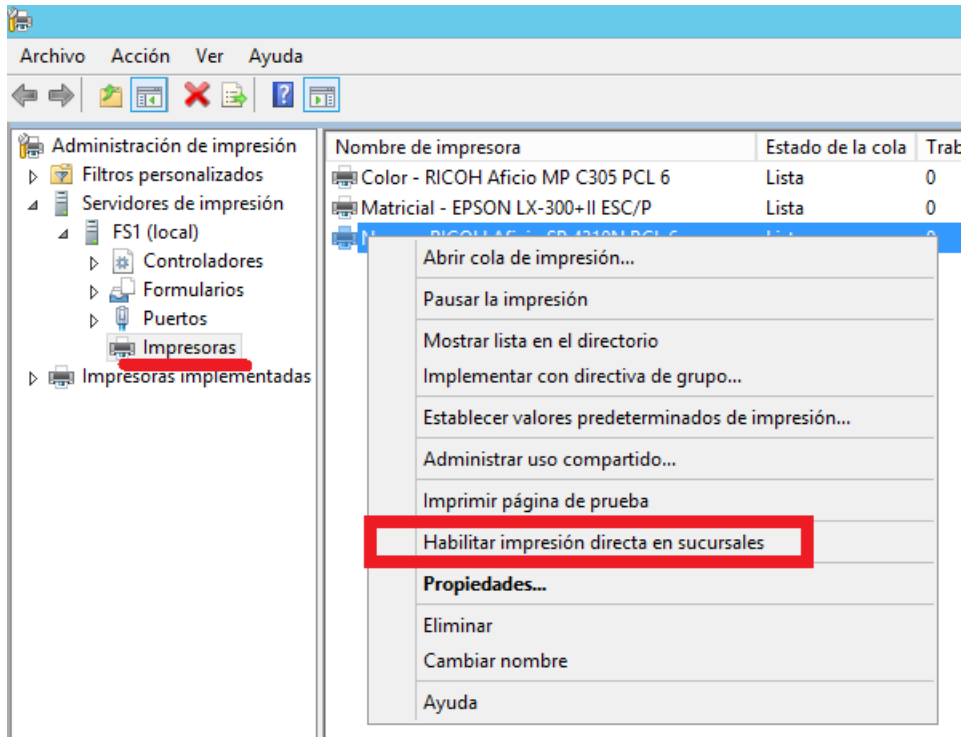 Archivo Acción Ver Ayuda
Administración de impresión
Filtros personalizados
Servidores de impresión
FS1 (local)
Controladores
Formularios
Puertos
Impresoras
Impresoras implementadas
Nombre de impresora Estado de la cola Trab
Color - RICOH Aficio MP C305 PCL 6 Lista 0
Matricial - EPSON LX-300+II ESC/P Lista 0
Abrir cola de impresión...
Pausar la impresión
Mostrar lista en el directorio
Implementar con directiva de grupo...
Establecer valores predeterminados de impresión...
Administrar uso compartido...
Imprimir página de prueba
Habilitar impresión directa en sucursales
Propiedades...
Eliminar
Cambiar nombre
Ayuda